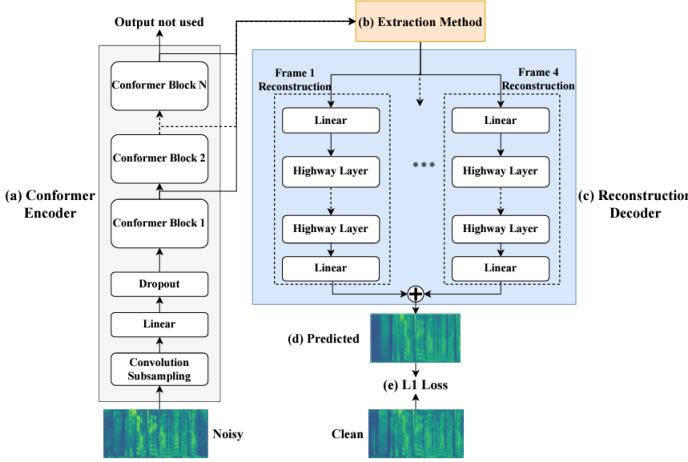 Output not used
(b) Extraction Method
Conformer Block N
Conformer Block 2
Conformer Block 1
Dropout
Linear
Convolution
Subsampling
(a) Conformer
Encoder
Noisy
Frame 1
Reconstruction
Linear
Highway Layer
Highway Layer
Linear
Frame 4
Reconstruction
Linear
Highway Layer
Highway Layer
Linear
(c) Reconstruction
Decoder
(d) Predicted
(e) L1 Loss
Clean